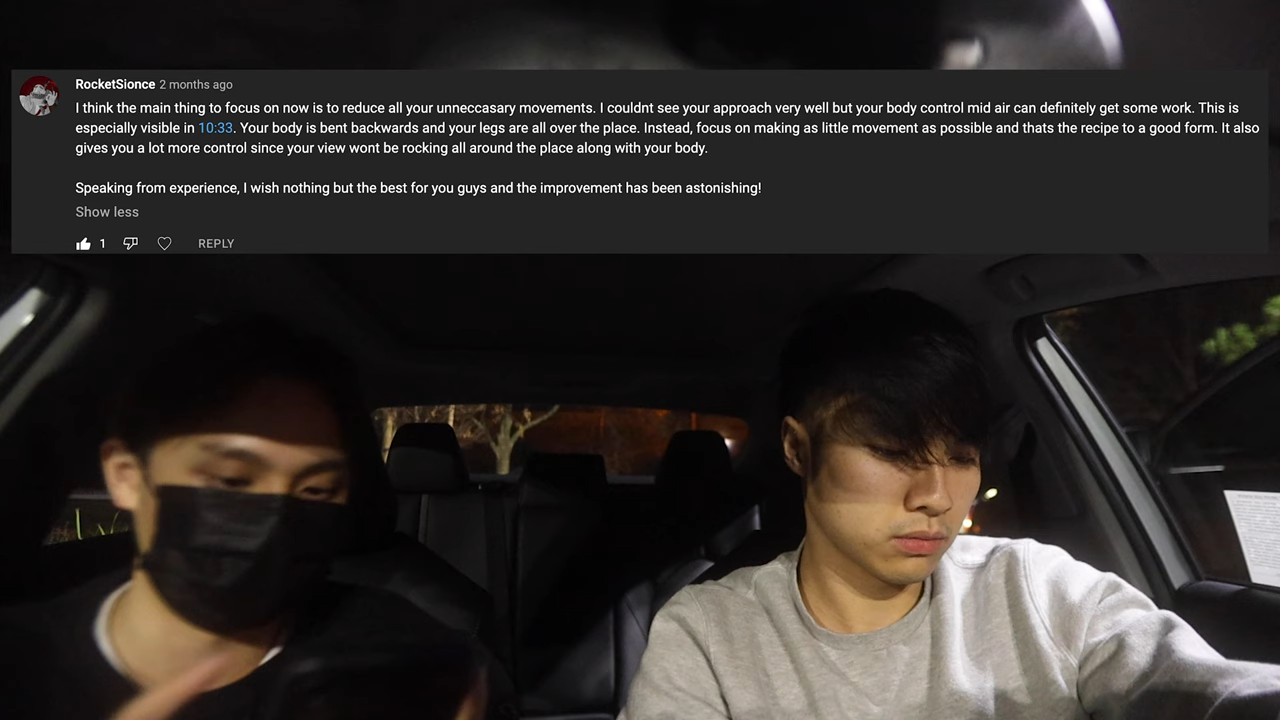 RocketSionce 2 months ago
I think the main thing to focus on now is to reduce all your unneccasary movements. I couldnt see your approach very well but your body control mid air can definitely get some work. This is
especially visible in 10:33. Your body is bent backwards and your legs are all over the place. Instead, focus on making as little movement as possible and thats the recipe to a good form. It also
gives you a lot more control since your view wont be rocking all around the place along with your body.
Speaking from experience, I wish nothing but the best for you guys and the improvement has been astonishing!
Show less
1 REPLY